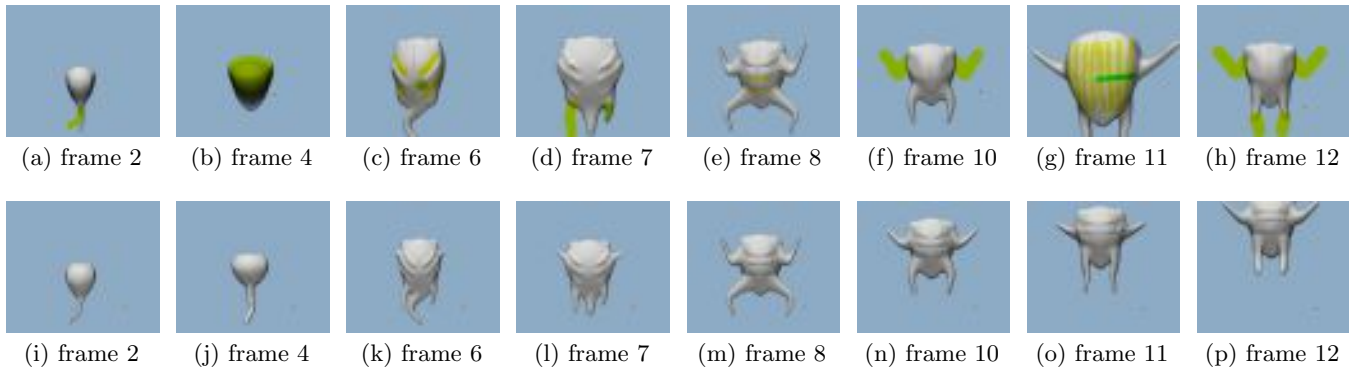 (a) frame 2 (b) frame 4 (c) frame 6 (d) frame 7 (e) frame 8 (f) frame 10 (g) frame 11 (h) frame 12
(i) frame 2 (j) frame 4 (k) frame 6 (l) frame 7 (m) frame 8 (n) frame 10 (o) frame 11 (p) frame 12